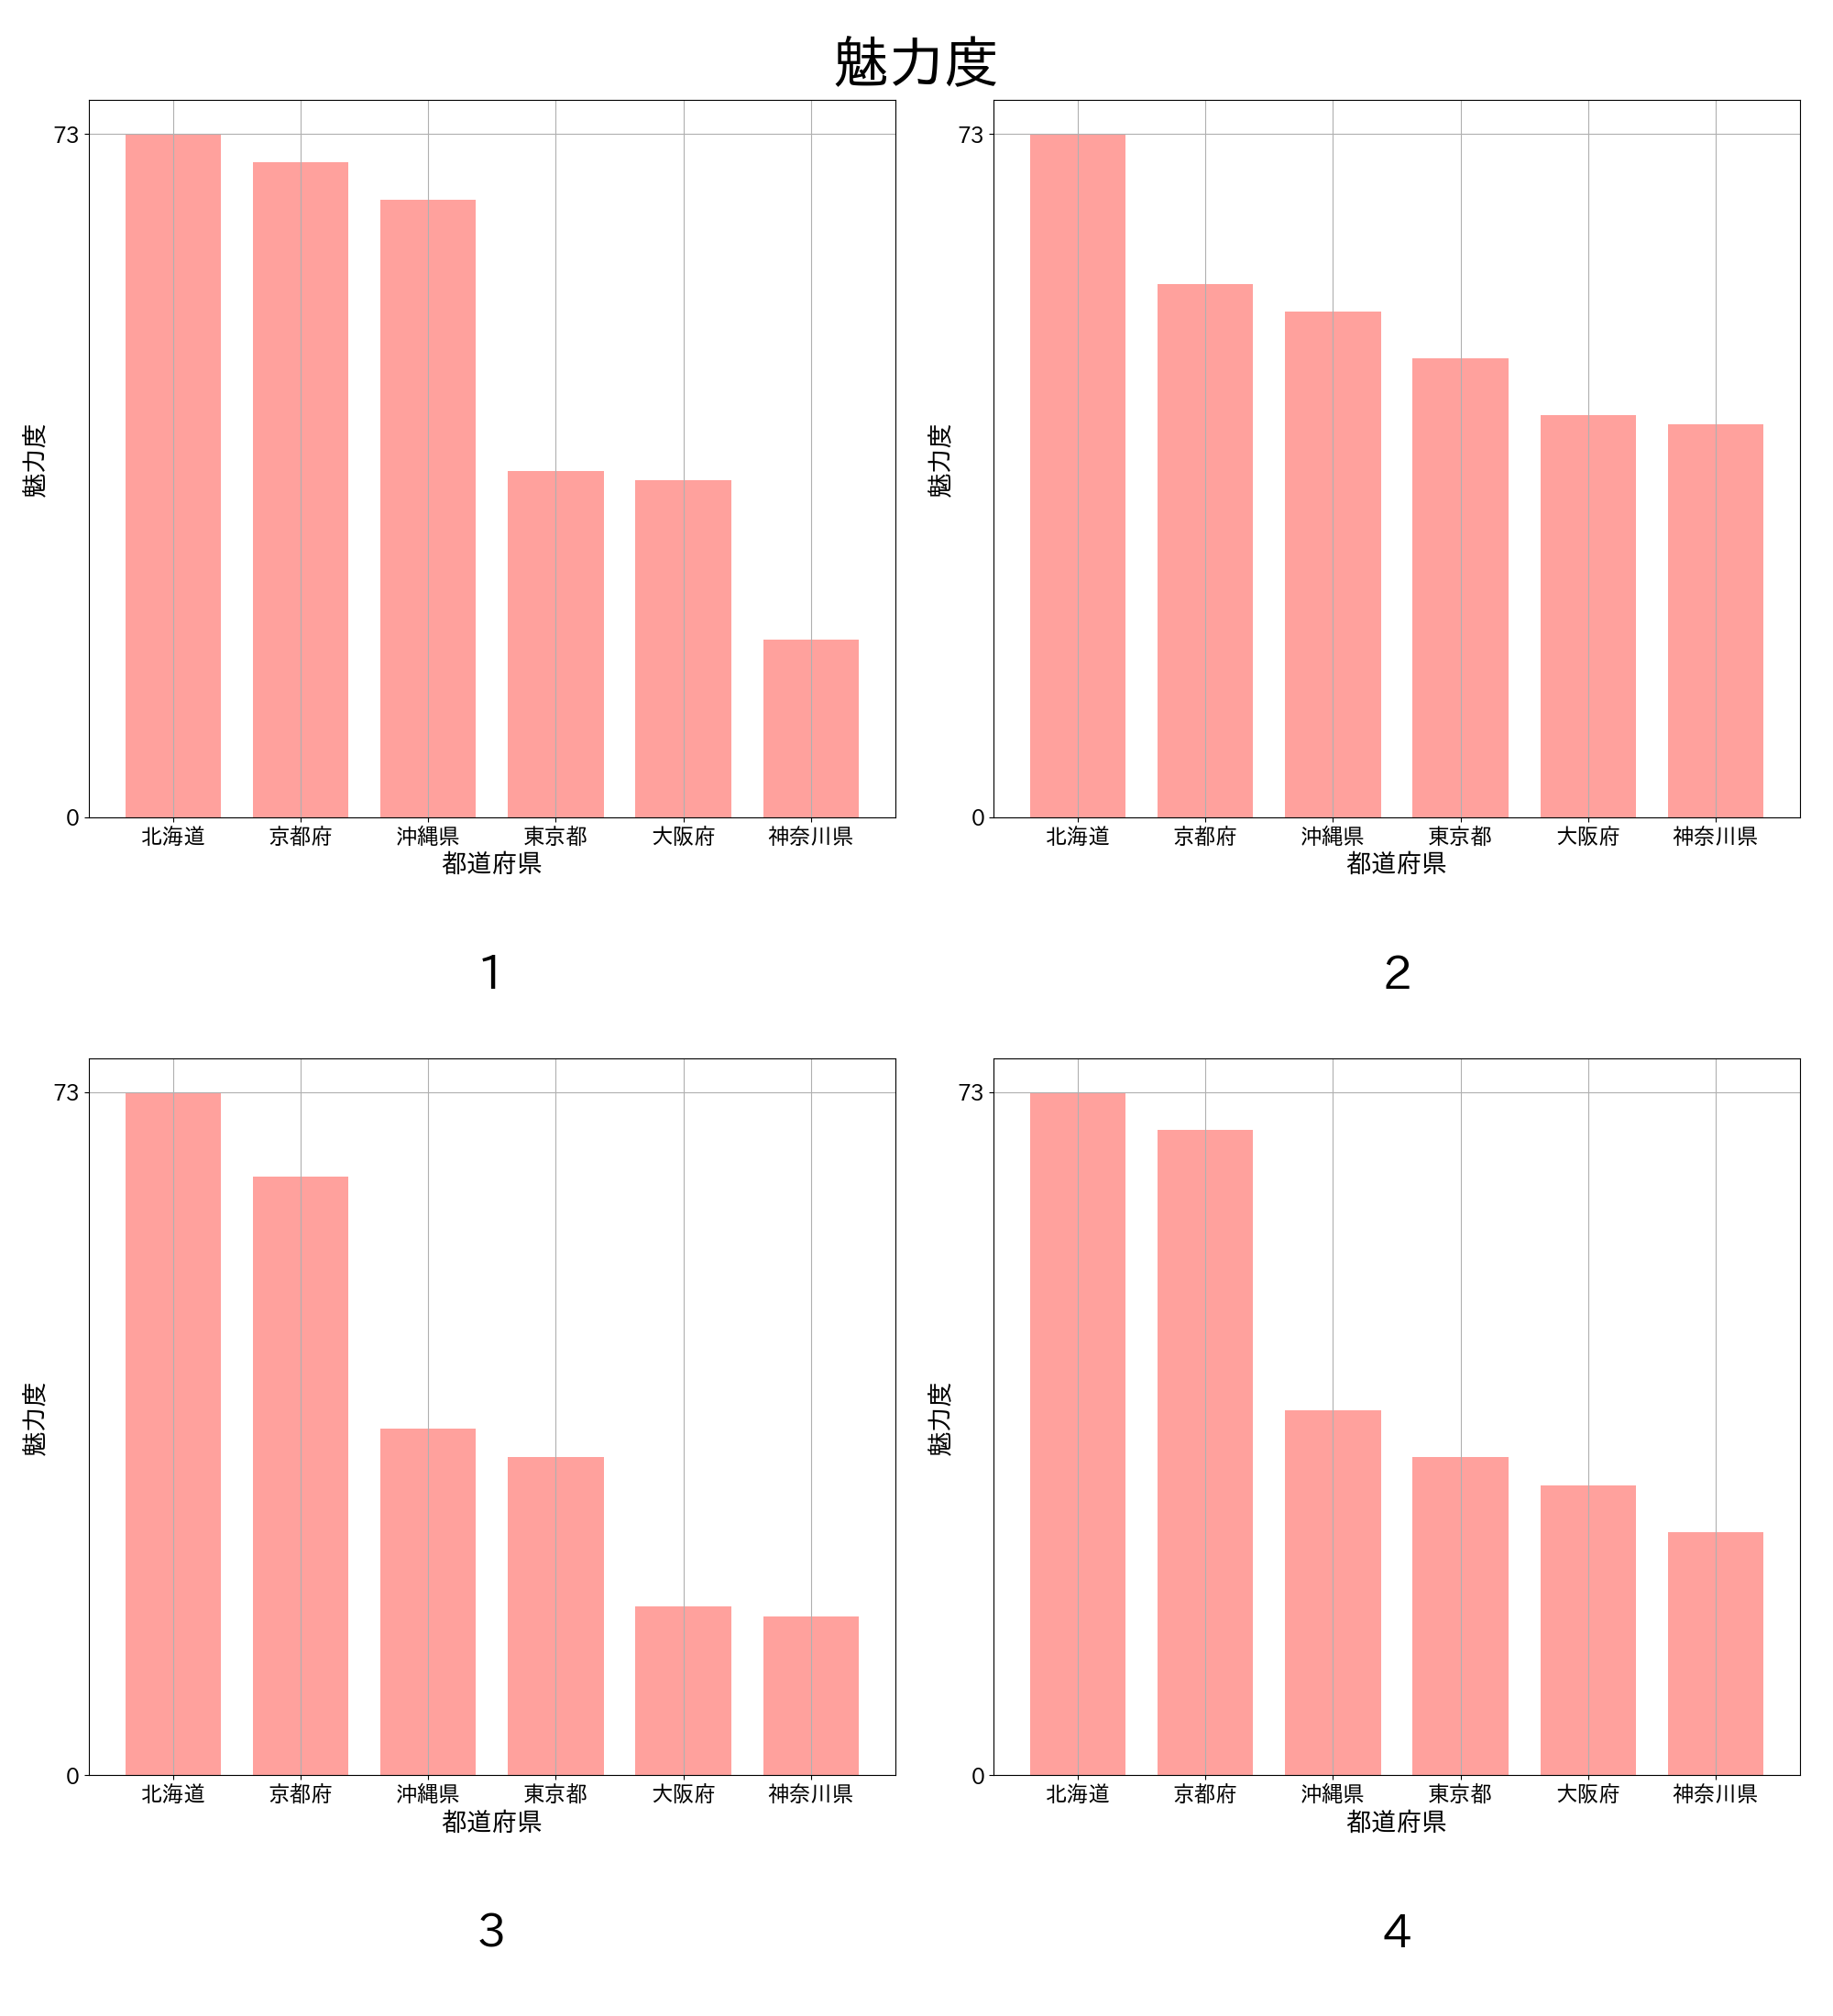 魅力度
73
0
魅力度
北海道 京都府 沖縄県 東京都 大阪府 神奈川県
都道府県
1
73
0
魅力度
北海道 京都府 沖縄県 東京都 大阪府 神奈川県
都道府県
2
73
0
魅力度
北海道 京都府 沖縄県 東京都 大阪府 神奈川県
都道府県
3
73
0
魅力度
北海道 京都府 沖縄県 東京都 大阪府 神奈川県
都道府県
4